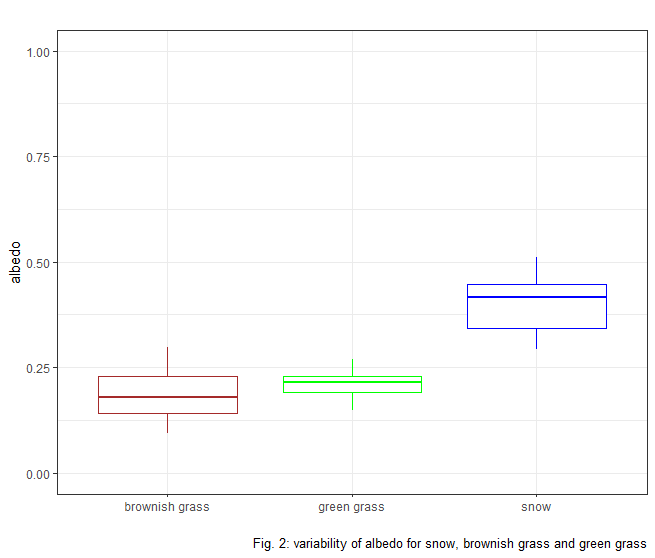 1.00
0.75
0.50
0.25
0.00
albedo
brownish grass green grass snow
Fig. 2: variability of albedo for snow, brownish grass and green grass